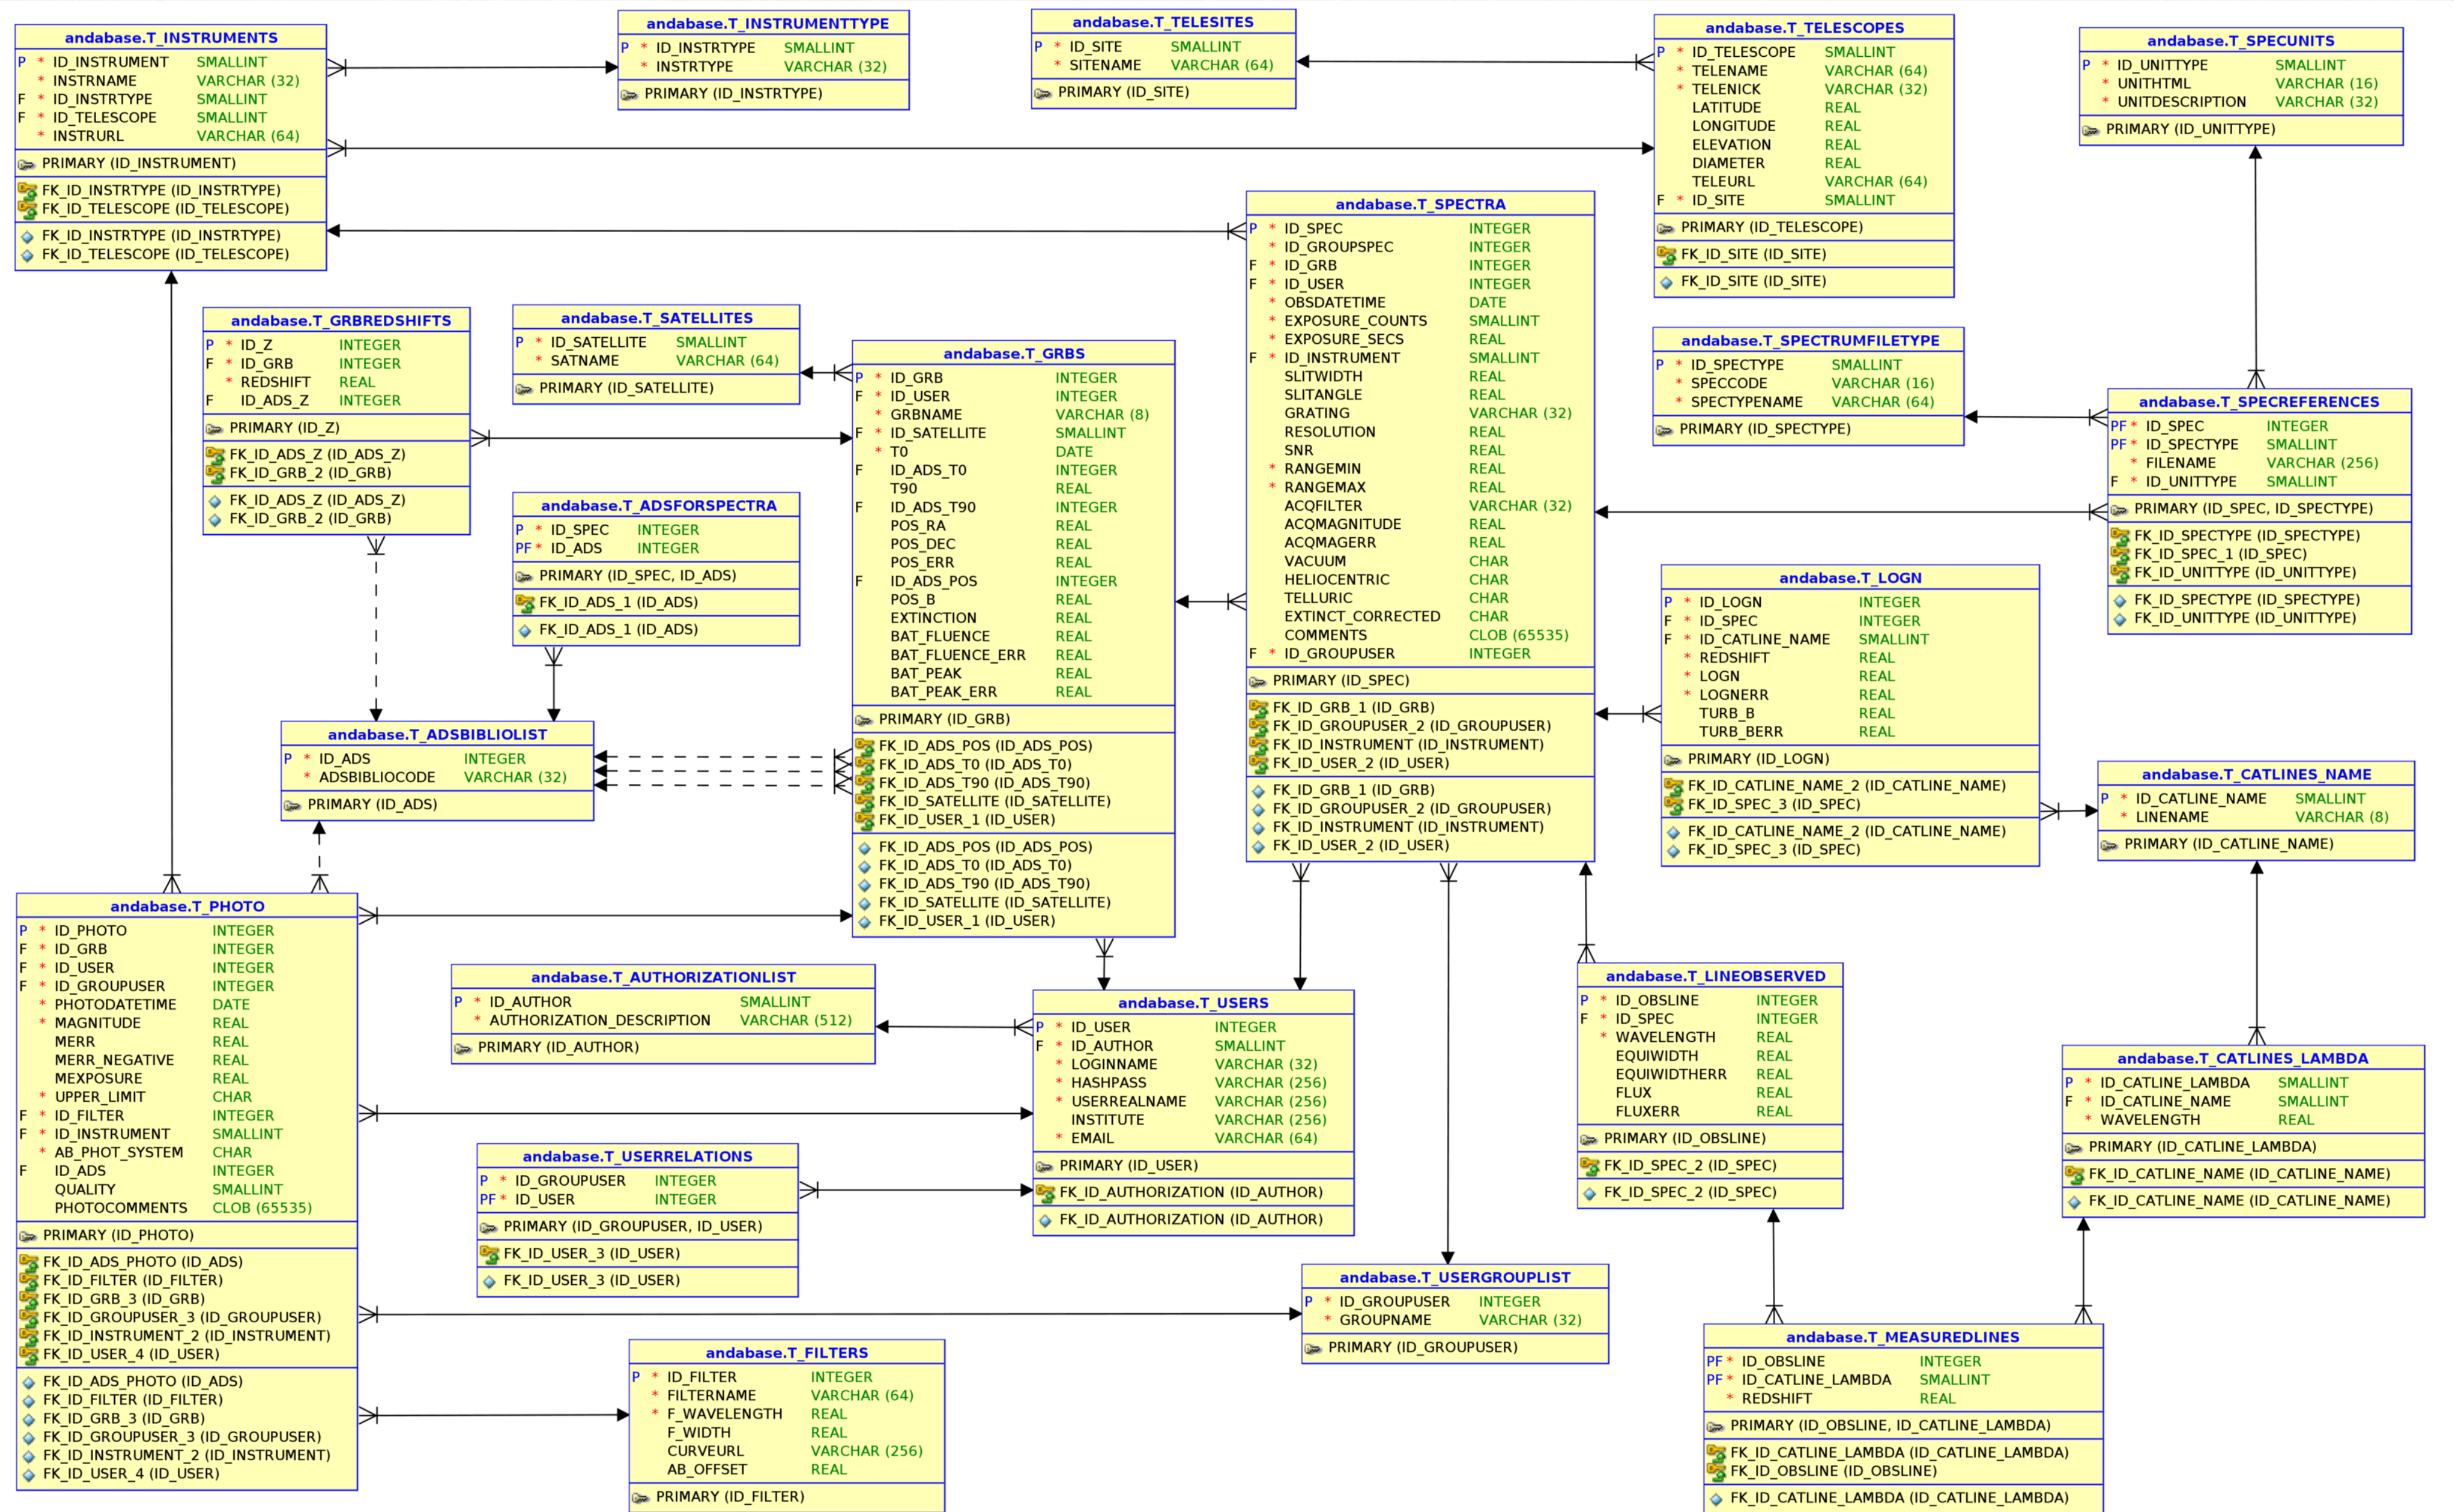 andabase.T_INSTRUMENTS
P * ID_INSTRUMENT SMALLINT
* INSTRNAME VARCHAR (32)
F * ID_INSTRTYPE SMALLINT
F * ID_TELESCOPE SMALLINT
* INSTRURL VARCHAR (64)
PRIMARY (ID_INSTRUMENT)
FK_ID_INSTRTYPE (ID_INSTRTYPE)
FK_ID_TELESCOPE (ID_TELESCOPE)
FK_ID_INSTRTYPE (ID_INSTRTYPE)
FK_ID_TELESCOPE (ID_TELESCOPE)
andabase.T_INSTRUMENTTYPE
P * ID_INSTRTYPE SMALLINT
* INSTRTYPE VARCHAR (32)
PRIMARY (ID_INSTRTYPE)
andabase.T_TELESITES
P * ID_SITE SMALLINT
* SITENAME VARCHAR (64)
PRIMARY (ID_SITE)
andabase.T_TELESCOPES
P * ID_TELESCOPE SMALLINT
* TELENAME VARCHAR (64)
* TELENICK VARCHAR (32)
LATITUDE REAL
LONGITUDE REAL
ELEVATION REAL
DIAMETER REAL
TELEURL VARCHAR (64)
F * ID_SITE SMALLINT
PRIMARY (ID_TELESCOPE)
FK_ID_SITE (ID_SITE)
FK_ID_SITE (ID_SITE)
andabase.T_SPECUNITS
P * ID_UNITTYPE SMALLINT
* UNITHTML VARCHAR (16)
* UNITDESCRIPTION VARCHAR (32)
PRIMARY (ID_UNITTYPE)
andabase.T_GRBREDSHIFTS
P * ID_Z INTEGER
F * ID_GRB INTEGER
* REDSHIFT REAL
F ID_ADS_Z INTEGER
PRIMARY (ID_Z)
FK_ID_ADS_Z (ID_ADS_Z)
FK_ID_GRB_2 (ID_GRB)
FK_ID_ADS_Z (ID_ADS_Z)
FK_ID_GRB_2 (ID_GRB)
andabase.T_SATELLITES
P * ID_SATELLITE SMALLINT
* SATNAME VARCHAR (64)
PRIMARY (ID_SATELLITE)
andabase.T_ADSFORSPECTRA
P * ID_SPEC INTEGER
PF * ID_ADS INTEGER
PRIMARY (ID_SPEC, ID_ADS)
FK_ID_ADS_1 (ID_ADS)
FK_ID_ADS_1 (ID_ADS)
andabase.T_GRBS
P * ID_GRB INTEGER
F * ID_USER INTEGER
* GRBNAME VARCHAR (8)
F * ID_SATELLITE SMALLINT
* T0 DATE
F ID_ADS_T0 INTEGER
T90 REAL
F ID_ADS_T90 INTEGER
POS_RA REAL
POS_DEC REAL
POS_ERR REAL
F ID_ADS_POS INTEGER
POS_B REAL
EXTINCTION REAL
BAT_FLUENCE REAL
BAT_FLUENCE_ERR REAL
BAT_PEAK REAL
BAT_PEAK_ERR REAL
PRIMARY (ID_GRB)
FK_ID_ADS_POS (ID_ADS_POS)
FK_ID_ADS_T0 (ID_ADS_T0)
FK_ID_ADS_T90 (ID_ADS_T90)
FK_ID_SATELLITE (ID_SATELLITE)
FK_ID_USER_1 (ID_USER)
FK_ID_ADS_POS (ID_ADS_POS)
FK_ID_ADS_T0 (ID_ADS_T0)
FK_ID_ADS_T90 (ID_ADS_T90)
FK_ID_SATELLITE (ID_SATELLITE)
FK_ID_USER_1 (ID_USER)
andabase.T_SPECTRA
P * ID_SPEC INTEGER
* ID_GROUPSPEC INTEGER
F * ID_GRB INTEGER
F * ID_USER INTEGER
* OBSDATETIME DATE
* EXPOSURE_COUNTS SMALLINT
* EXPOSURE_SECS REAL
F * ID_INSTRUMENT SMALLINT
SLITWIDTH REAL
SLITANGLE REAL
GRATING VARCHAR (32)
RESOLUTION REAL
SNR REAL
* RANGEMIN REAL
* RANGEMAX REAL
ACQFILTER VARCHAR (32)
ACQMAGNITUDE REAL
ACQMAGERR REAL
VACUUM CHAR
HELIOCENTRIC CHAR
TELLURIC CHAR
EXTINCT_CORRECTED CHAR
COMMENTS CLOB (65535)
F * ID_GROUPUSER INTEGER
PRIMARY (ID_SPEC)
FK_ID_GRB_1 (ID_GRB)
FK_ID_GROUPUSER_2 (ID_GROUPUSER)
FK_ID_INSTRUMENT (ID_INSTRUMENT)
FK_ID_USER_2 (ID_USER)
FK_ID_GRB_1 (ID_GRB)
FK_ID_GROUPUSER_2 (ID_GROUPUSER)
FK_ID_INSTRUMENT (ID_INSTRUMENT)
FK_ID_USER_2 (ID_USER)
andabase.T_SPECTRUMFILETYPE
P * ID_SPECTYPE SMALLINT
* SPECCODE VARCHAR (16)
* SPECTYPENAME VARCHAR (64)
PRIMARY (ID_SPECTYPE)
andabase.T_SPECREFERENCES
PF * ID_SPEC INTEGER
PF * ID_SPECTYPE SMALLINT
* FILENAME VARCHAR (256)
F * ID_UNITTYPE SMALLINT
PRIMARY (ID_SPEC, ID_SPECTYPE)
FK_ID_SPECTYPE (ID_SPECTYPE)
FK_ID_SPEC_1 (ID_SPEC)
FK_ID_UNITTYPE (ID_UNITTYPE)
FK_ID_SPECTYPE (ID_SPECTYPE)
FK_ID_UNITTYPE (ID_UNITTYPE)
andabase.T_LOGN
P * ID_LOGN INTEGER
F * ID_SPEC INTEGER
F * ID_CATLINE_NAME SMALLINT
* REDSHIFT REAL
* LOGN REAL
* LOGNERR REAL
TURB_B REAL
TURB_BERR REAL
PRIMARY (ID_LOGN)
FK_ID_CATLINE_NAME_2 (ID_CATLINE_NAME)
FK_ID_SPEC_3 (ID_SPEC)
FK_ID_CATLINE_NAME_2 (ID_CATLINE_NAME)
FK_ID_SPEC_3 (ID_SPEC)
andabase.T_ADSBIBLIOLIST
P * ID_ADS INTEGER
* ADSBIBLIOCODE VARCHAR (32)
PRIMARY (ID_ADS)
andabase.T_CATLINES_NAME
P * ID_CATLINE_NAME SMALLINT
* LINENAME VARCHAR (8)
PRIMARY (ID_CATLINE_NAME)
andabase.T_PHOTO
P * ID_PHOTO INTEGER
F * ID_GRB INTEGER
F * ID_USER INTEGER
F * ID_GROUPUSER INTEGER
* PHOTODATETIME DATE
* MAGNITUDE REAL
MERR REAL
MERR_NEGATIVE REAL
MEXPOSURE REAL
* UPPER_LIMIT CHAR
F * ID_FILTER INTEGER
F * ID_INSTRUMENT SMALLINT
* AB_PHOT_SYSTEM CHAR
F ID_ADS INTEGER
QUALITY SMALLINT
PHOTOCOMMENTS CLOB (65535)
PRIMARY (ID_PHOTO)
FK_ID_ADS_PHOTO (ID_ADS)
FK_ID_FILTER (ID_FILTER)
FK_ID_GRB_3 (ID_GRB)
FK_ID_GROUPUSER_3 (ID_GROUPUSER)
FK_ID_INSTRUMENT_2 (ID_INSTRUMENT)
FK_ID_USER_4 (ID_USER)
FK_ID_ADS_PHOTO (ID_ADS)
FK_ID_FILTER (ID_FILTER)
FK_ID_GRB_3 (ID_GRB)
FK_ID_GROUPUSER_3 (ID_GROUPUSER)
FK_ID_INSTRUMENT_2 (ID_INSTRUMENT)
FK_ID_USER_4 (ID_USER)
andabase.T_AUTHORIZATIONLIST
P * ID_AUTHOR SMALLINT
* AUTHORIZATION_DESCRIPTION VARCHAR (512)
PRIMARY (ID_AUTHOR)
andabase.T_USERS
P * ID_USER INTEGER
F * ID_AUTHOR SMALLINT
* LOGINNAME VARCHAR (32)
* HASHPASS VARCHAR (256)
* USERREALNAME VARCHAR (256)
INSTITUTE VARCHAR (256)
* EMAIL VARCHAR (64)
PRIMARY (ID_USER)
FK_ID_AUTHORIZATION (ID_AUTHOR)
FK_ID_AUTHORIZATION (ID_AUTHOR)
andabase.T_LINEOBSERVED
P * ID_OBSLINE INTEGER
F * ID_SPEC INTEGER
* WAVELENGTH REAL
EQUIWIDTH REAL
EQUIWIDTHERR REAL
FLUX REAL
FLUXERR REAL
PRIMARY (ID_OBSLINE)
FK_ID_SPEC_2 (ID_SPEC)
FK_ID_SPEC_2 (ID_SPEC)
andabase.T_CATLINES_LAMBDA
P * ID_CATLINE_LAMBDA SMALLINT
F * ID_CATLINE_NAME SMALLINT
* WAVELENGTH REAL
PRIMARY (ID_CATLINE_LAMBDA)
FK_ID_CATLINE_NAME (ID_CATLINE_NAME)
FK_ID_CATLINE_NAME (ID_CATLINE_NAME)
andabase.T_USERRELATIONS
P * ID_GROUPUSER INTEGER
PF * ID_USER INTEGER
PRIMARY (ID_GROUPUSER, ID_USER)
FK_ID_USER_3 (ID_USER)
FK_ID_USER_3 (ID_USER)
andabase.T_USERGROUPLIST
P * ID_GROUPUSER INTEGER
* GROUPNAME VARCHAR (32)
PRIMARY (ID_GROUPUSER)
andabase.T_FILTERS
P * ID_FILTER INTEGER
* FILTERNAME VARCHAR (64)
* F_WAVELENGTH REAL
F_WIDTH REAL
CURVEURL VARCHAR (256)
AB_OFFSET REAL
PRIMARY (ID_FILTER)
andabase.T_MEASUREDLINES
PF * ID_OBSLINE INTEGER
PF * ID_CATLINE_LAMBDA SMALLINT
* REDSHIFT REAL
PRIMARY (ID_OBSLINE, ID_CATLINE_LAMBDA)
FK_ID_CATLINE_LAMBDA (ID_CATLINE_LAMBDA)
FK_ID_OBSLINE (ID_OBSLINE)
FK_ID_CATLINE_LAMBDA (ID_CATLINE_LAMBDA)